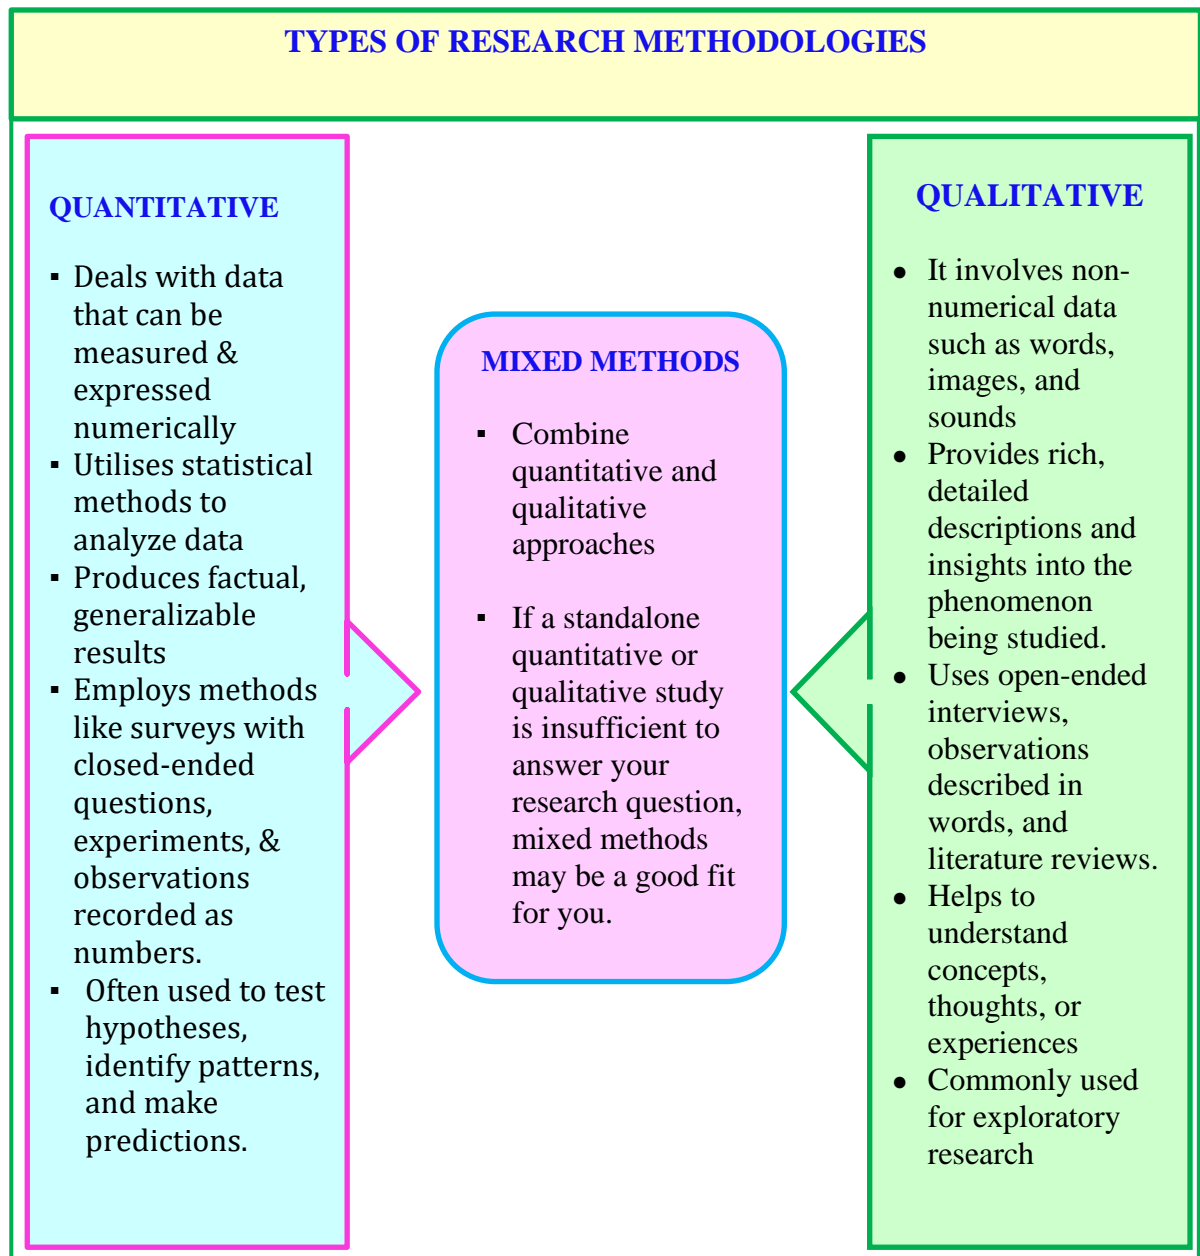 TYPES OF RESEARCH METHODOLOGIES
QUANTITATIVE
▪ Deals with data
that can be
measured &
expressed
numerically
▪ Utilises statistical
methods to
analyze data
▪ Produces factual,
generalizable
results
▪ Employs methods
like surveys with
closed-ended
questions,
experiments, &
observations
recorded as
numbers.
▪ Often used to test
hypotheses,
identify patterns,
and make
predictions.
MIXED METHODS
▪ Combine
quantitative and
qualitative
approaches
▪ If a standalone
quantitative or
qualitative study
is insufficient to
answer your
research question,
mixed methods
may be a good fit
for you.
QUALITATIVE
● It involves non-
numerical data
such as words,
images, and
sounds
● Provides rich,
detailed
descriptions and
insights into the
phenomenon
being studied.
● Uses open-ended
interviews,
observations
described in
words, and
literature reviews.
● Helps to
understand
concepts,
thoughts, or
experiences
● Commonly used
for exploratory
research